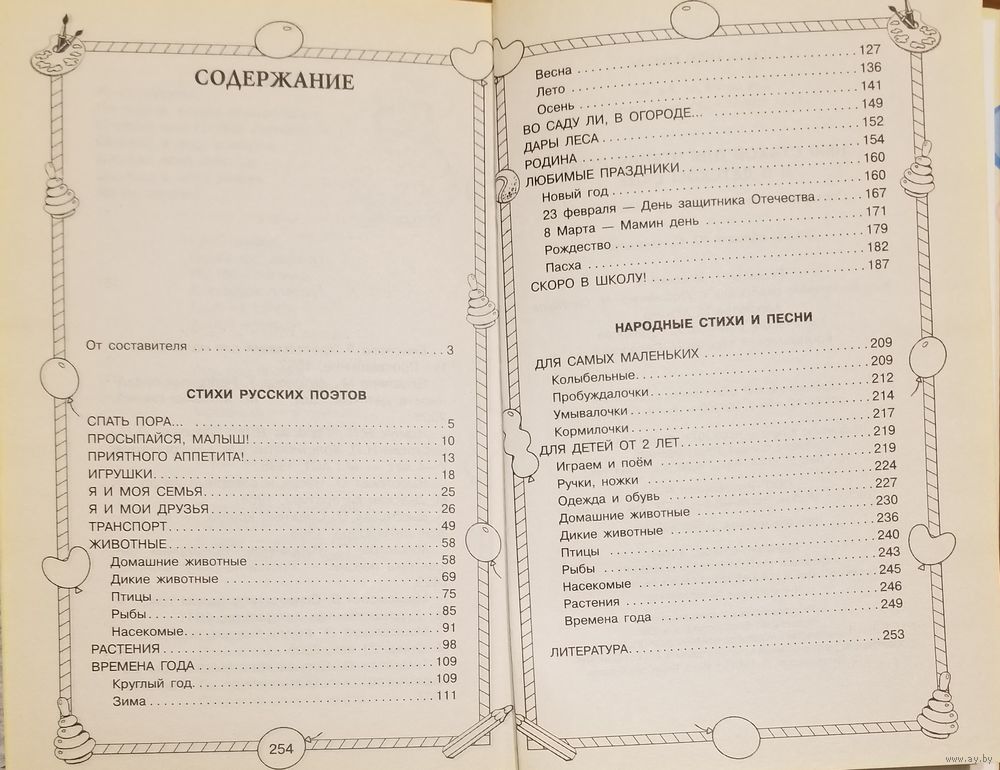 СОДЕРЖАНИЕ
От составителя . . . 3
СТИХИ РУССКИХ ПОЭТОВ
СПАТЬ ПОРА... . . . 5
ПРОСЫПАЙСЯ, МАЛЫШ! . . . 10
ПРИЯТНОГО АППЕТИТА! . . . 13
ИГРУШКИ . . . 18
Я И МОЯ СЕМЬЯ . . . 25
Я И МОИ ДРУЗЬЯ . . . 26
ТРАНСПОРТ . . . 49
ЖИВОТНЫЕ . . . 58
Домашние животные . . . 58
Дикие животные . . . 69
Птицы . . . 75
Рыбы . . . 85
Насекомые . . . 91
РАСТЕНИЯ . . . 98
ВРЕМЕНА ГОДА . . . 109
Круглый год . . . 109
Зима . . . 111
254
Весна . . . 127
Лето . . . 136
Осень . . . 141
ВО САДУ ЛИ, В ОГОРОДЕ... . . . 149
ДАРЫ ЛЕСА . . . 152
РОДИНА . . . 154
ЛЮБИМЫЕ ПРАЗДНИКИ . . . 160
Новый год . . . 160
23 февраля — День защитника Отечества . . . 167
8 Марта — Мамин день . . . 171
Рождество . . . 179
Пасха . . . 182
СКОРО В ШКОЛУ! . . . 187
НАРОДНЫЕ СТИХИ И ПЕСНИ
ДЛЯ САМЫХ МАЛЕНЬКИХ . . . 209
Колыбельные . . . 209
Пробуждалочки . . . 212
Умывалочки . . . 214
Кормилочки . . . 217
ДЛЯ ДЕТЕЙ ОТ 2 ЛЕТ . . . 219
Играем и поём . . . 219
Ручки, ножки . . . 224
Одежда и обувь . . . 227
Домашние животные . . . 230
Дикие животные . . . 236
Птицы . . . 240
Рыбы . . . 243
Насекомые . . . 245
Растения . . . 246
Времена года . . . 249
ЛИТЕРАТУРА . . . 253
www.ay.by